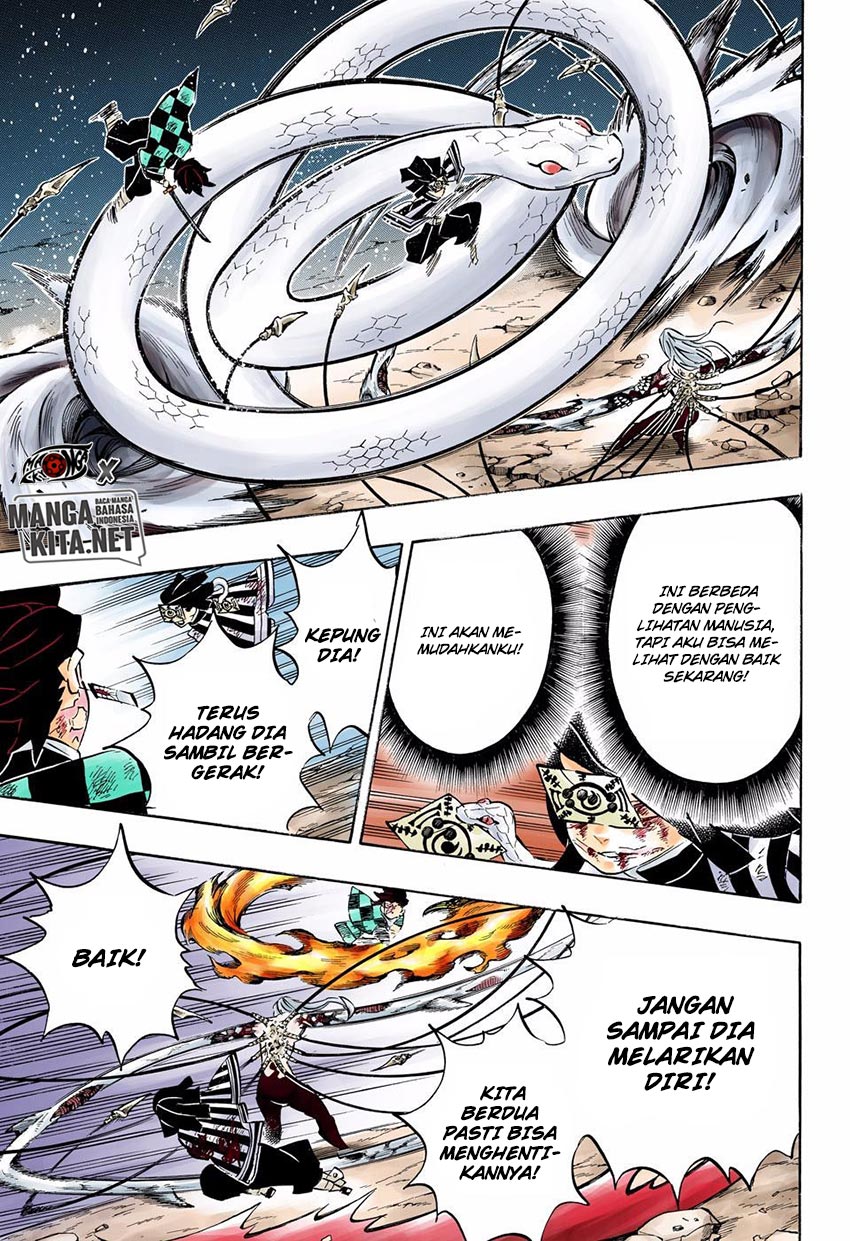 MANGA
KITA.NET
BACA MANGA
BAHASA
INDONESIA
X
INI BERBEDA
DENGAN PENG-
LIHATAN MANUSIA,
TAPI AKU BISA ME-
LIHAT DENGAN BAIK
SEKARANG!
INI AKAN ME-
MUDAHKANKU!
KEPUNG
DIA!
TERUS
HADANG DIA
SAMBIL BER-
GERAK!
JANGAN
SAMPAI DIA
MELARIKAN
DIRI!
KITA
BERDUA
PASTI BISA
MENGHENTI-
KANNYA!
BAIK!